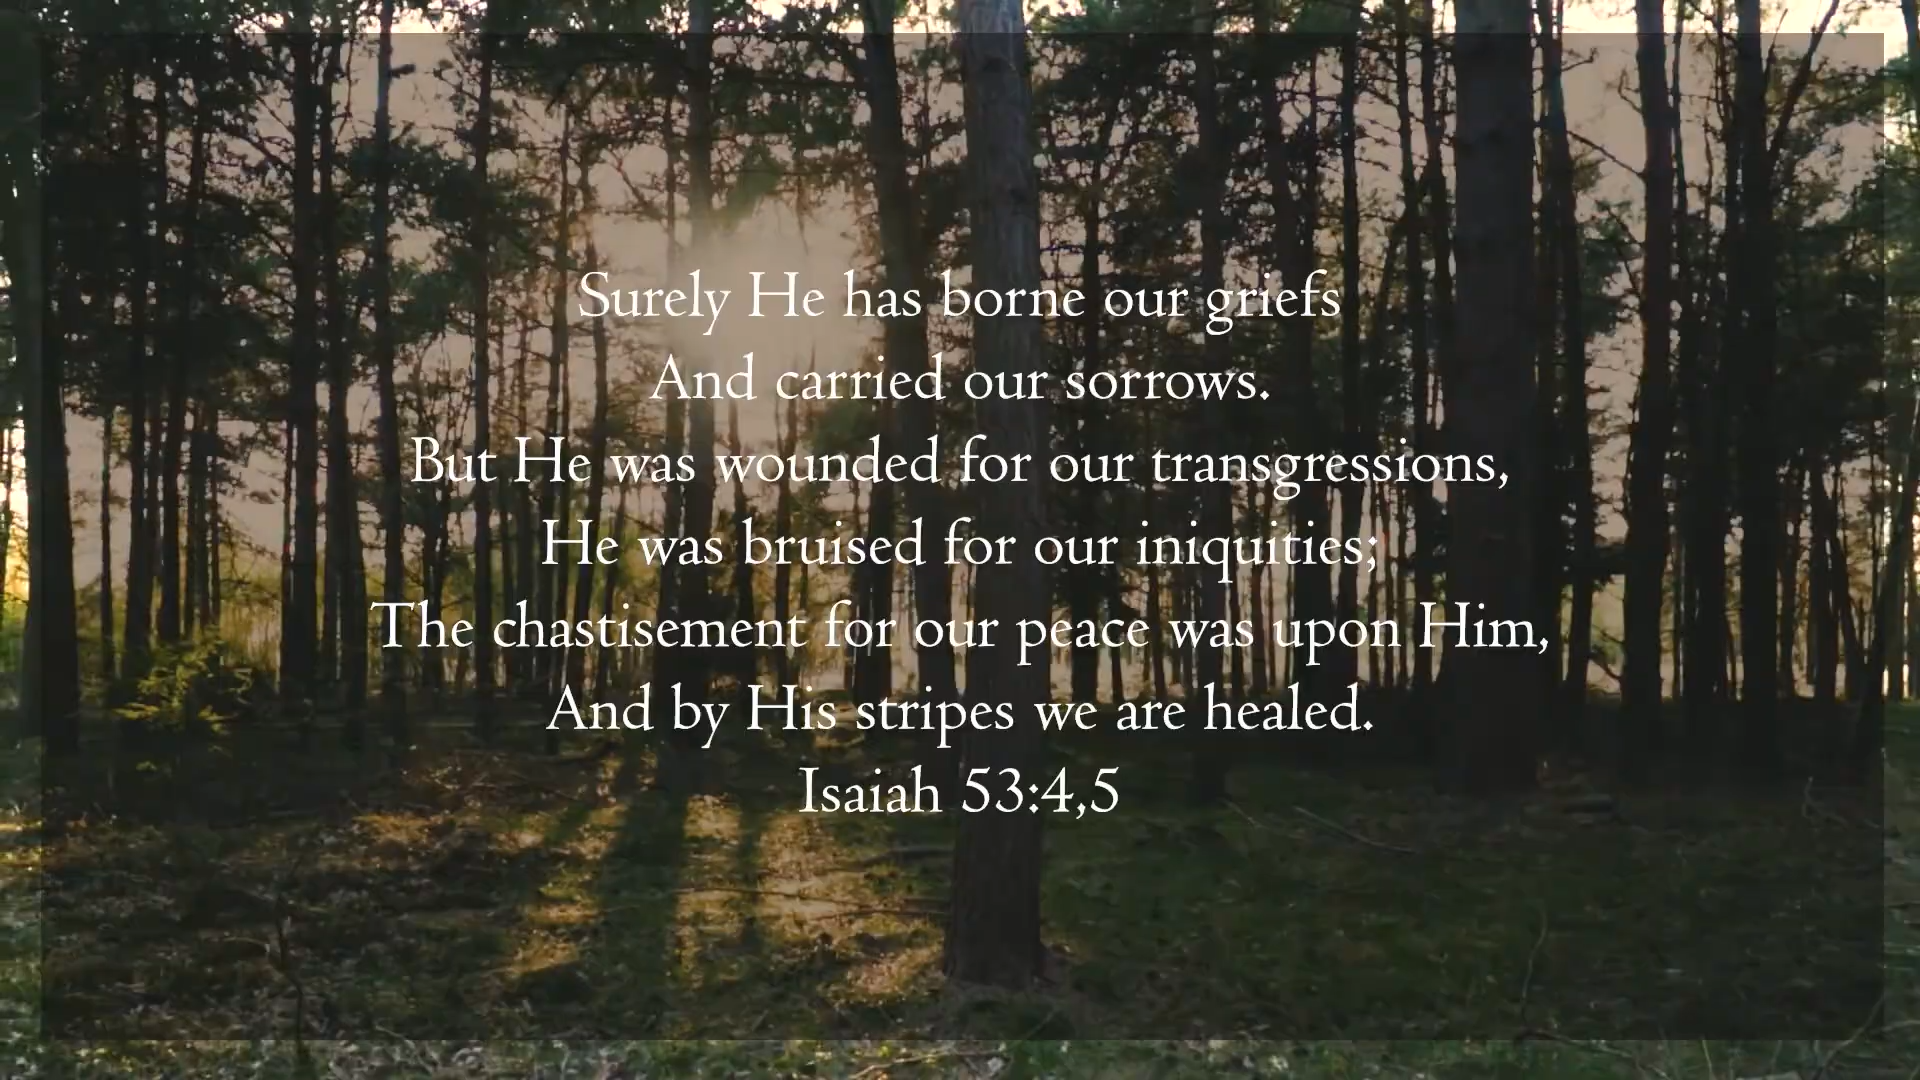 Surely He has borne our griefs
And carried our sorrows.
But He was wounded for our transgressions,
He was bruised for our iniquities;
The chastisement for our peace was upon Him,
And by His stripes we are healed.
Isaiah 53:4,5